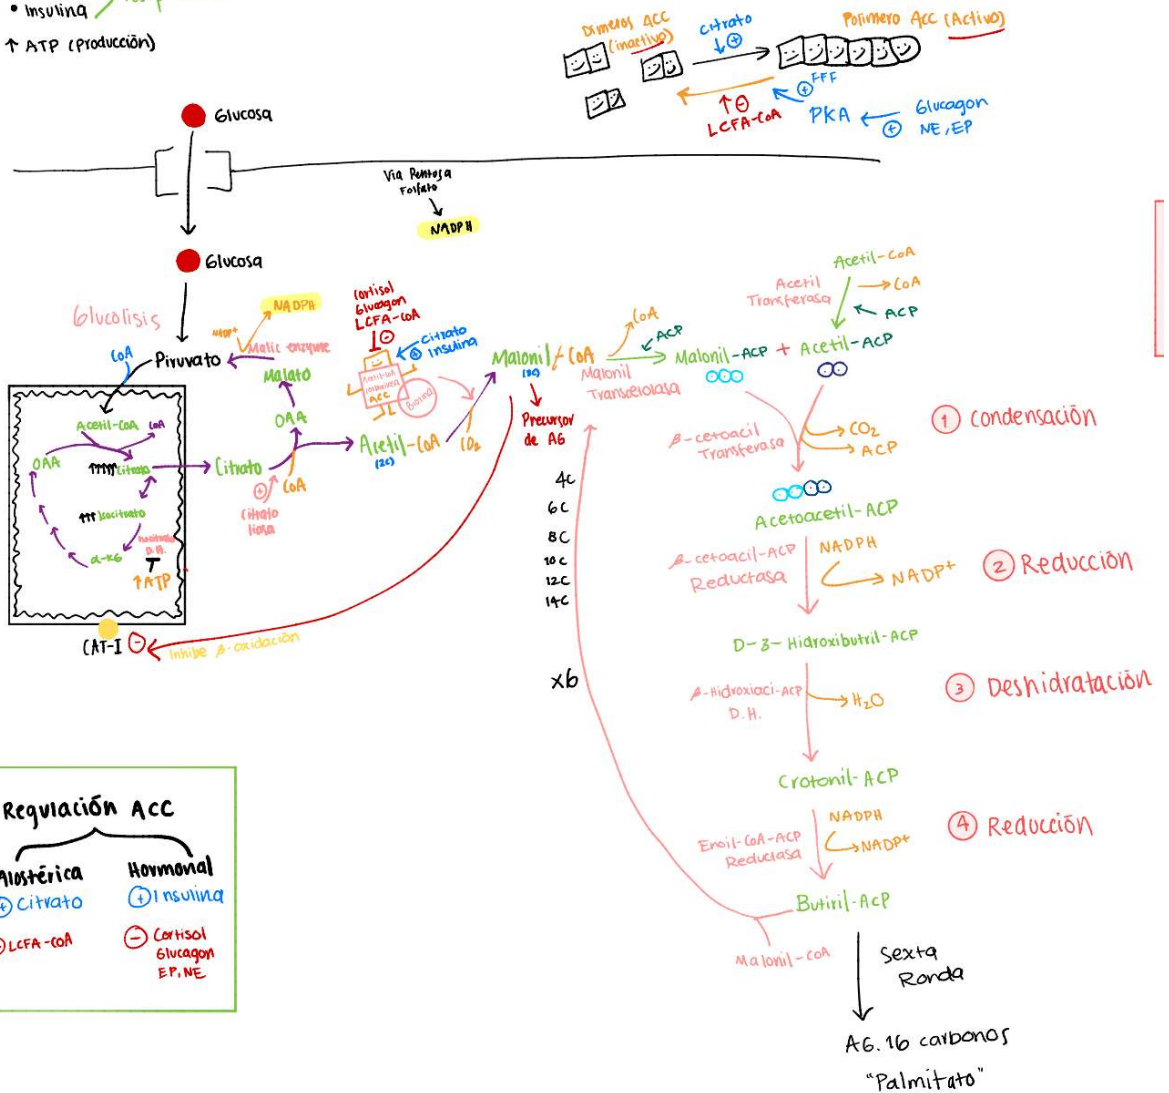 • Insulina
↑ ATP (Producción)
Dímeros ACC
(inactivo)
Citrato
⊕
Polímero ACC (Activo)
⊕ FFF
↑ ⊖
LCFA-CoA
PKA
⊕
Glucagon
NE, EP
Glucosa
Vía Pentosa
Fosfato
NADPH
Glucosa
Glucólisis
CoA
Piruvato
NADP+
NADPH
Malic enzyme
Malato
OAA
Cortisol
Glucagon
LCFA-CoA
⊖
⊕
Citrato
Insulina
ACC
Biotina
Acetil-CoA
CoA
OAA
↑↑↑↑ Citrato
↑↑↑ Isocitrato
α-KG
D.H.
↑ATP
Citrato
⊕
CoA
Citrato
liasa
Acetil-CoA
(2C)
CO₂
Malonil-CoA
(3C)
Precursor
de AG
CAT-I ⊖
Inhibe β-oxidación
CoA
ACP
Malonil
Transacilasa
Malonil-ACP + Acetil-ACP
Acetil-CoA
Acetil
Transferasa
CoA
ACP
β-cetoacil
Transferasa
CO₂
ACP
1 Condensación
Acetoacetil-ACP
β-cetoacil-ACP
Reductasa
NADPH
NADP+
2 Reducción
D-3-Hidroxibutril-ACP
β-Hidroxiaci-ACP
D.H.
H₂O
3 Deshidratación
Crotonil-ACP
Enoil-CoA-ACP
Reductasa
NADPH
NADP+
4 Reducción
Butiril-ACP
Malonil-CoA
4C
6C
8C
10C
12C
14C
x6
Sexta
Ronda
AG. 16 carbonos
"Palmitato"
Regulación ACC
Alostérica
⊕ Citrato
⊖ LCFA-COA
Hormonal
⊕ Insulina
⊖ Cortisol
Glucagon
EP, NE